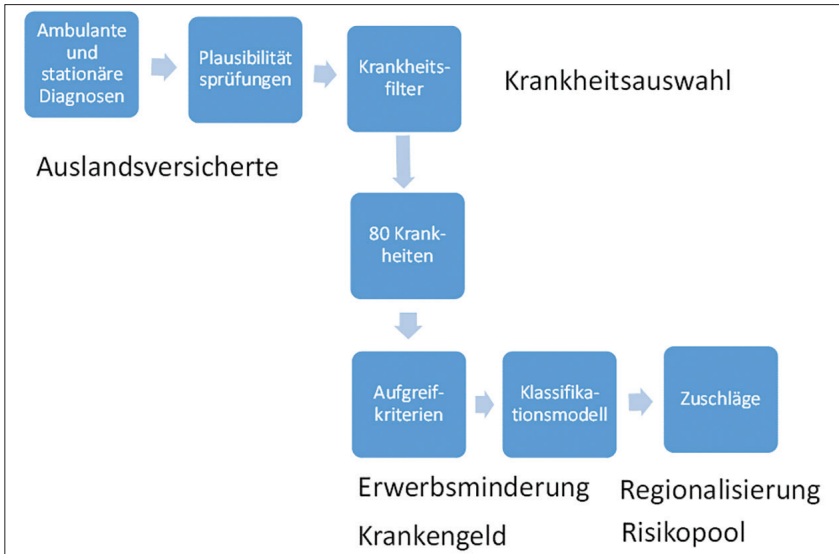 Ambulante
und
stationäre
Diagnosen
Plausibilität
sprüfungen
Krankheits-
filter
Krankheitsauswahl
Auslandsversicherte
80 Krank-
heiten
Aufgreif-
kriterien
Klassifika-
tionsmodell
Zuschläge
Erwerbsminderung
Krankengeld
Regionalisierung
Risikopool